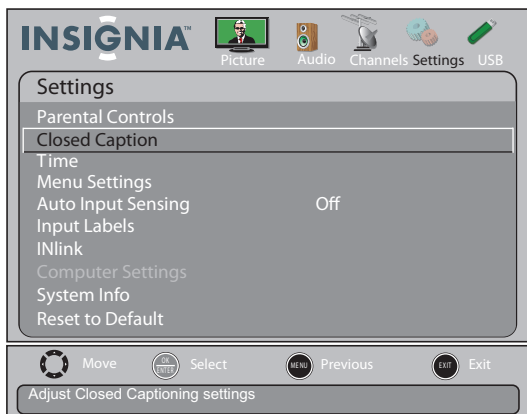 INSIGNIA™
Picture Audio Channels Settings USB
Settings
Parental Controls
Closed Caption
Time
Menu Settings
Auto Input Sensing Off
Input Labels
INlink
Computer Settings
System Info
Reset to Default
Move OK ENTER Select MENU Previous EXIT Exit
Adjust Closed Captioning settings